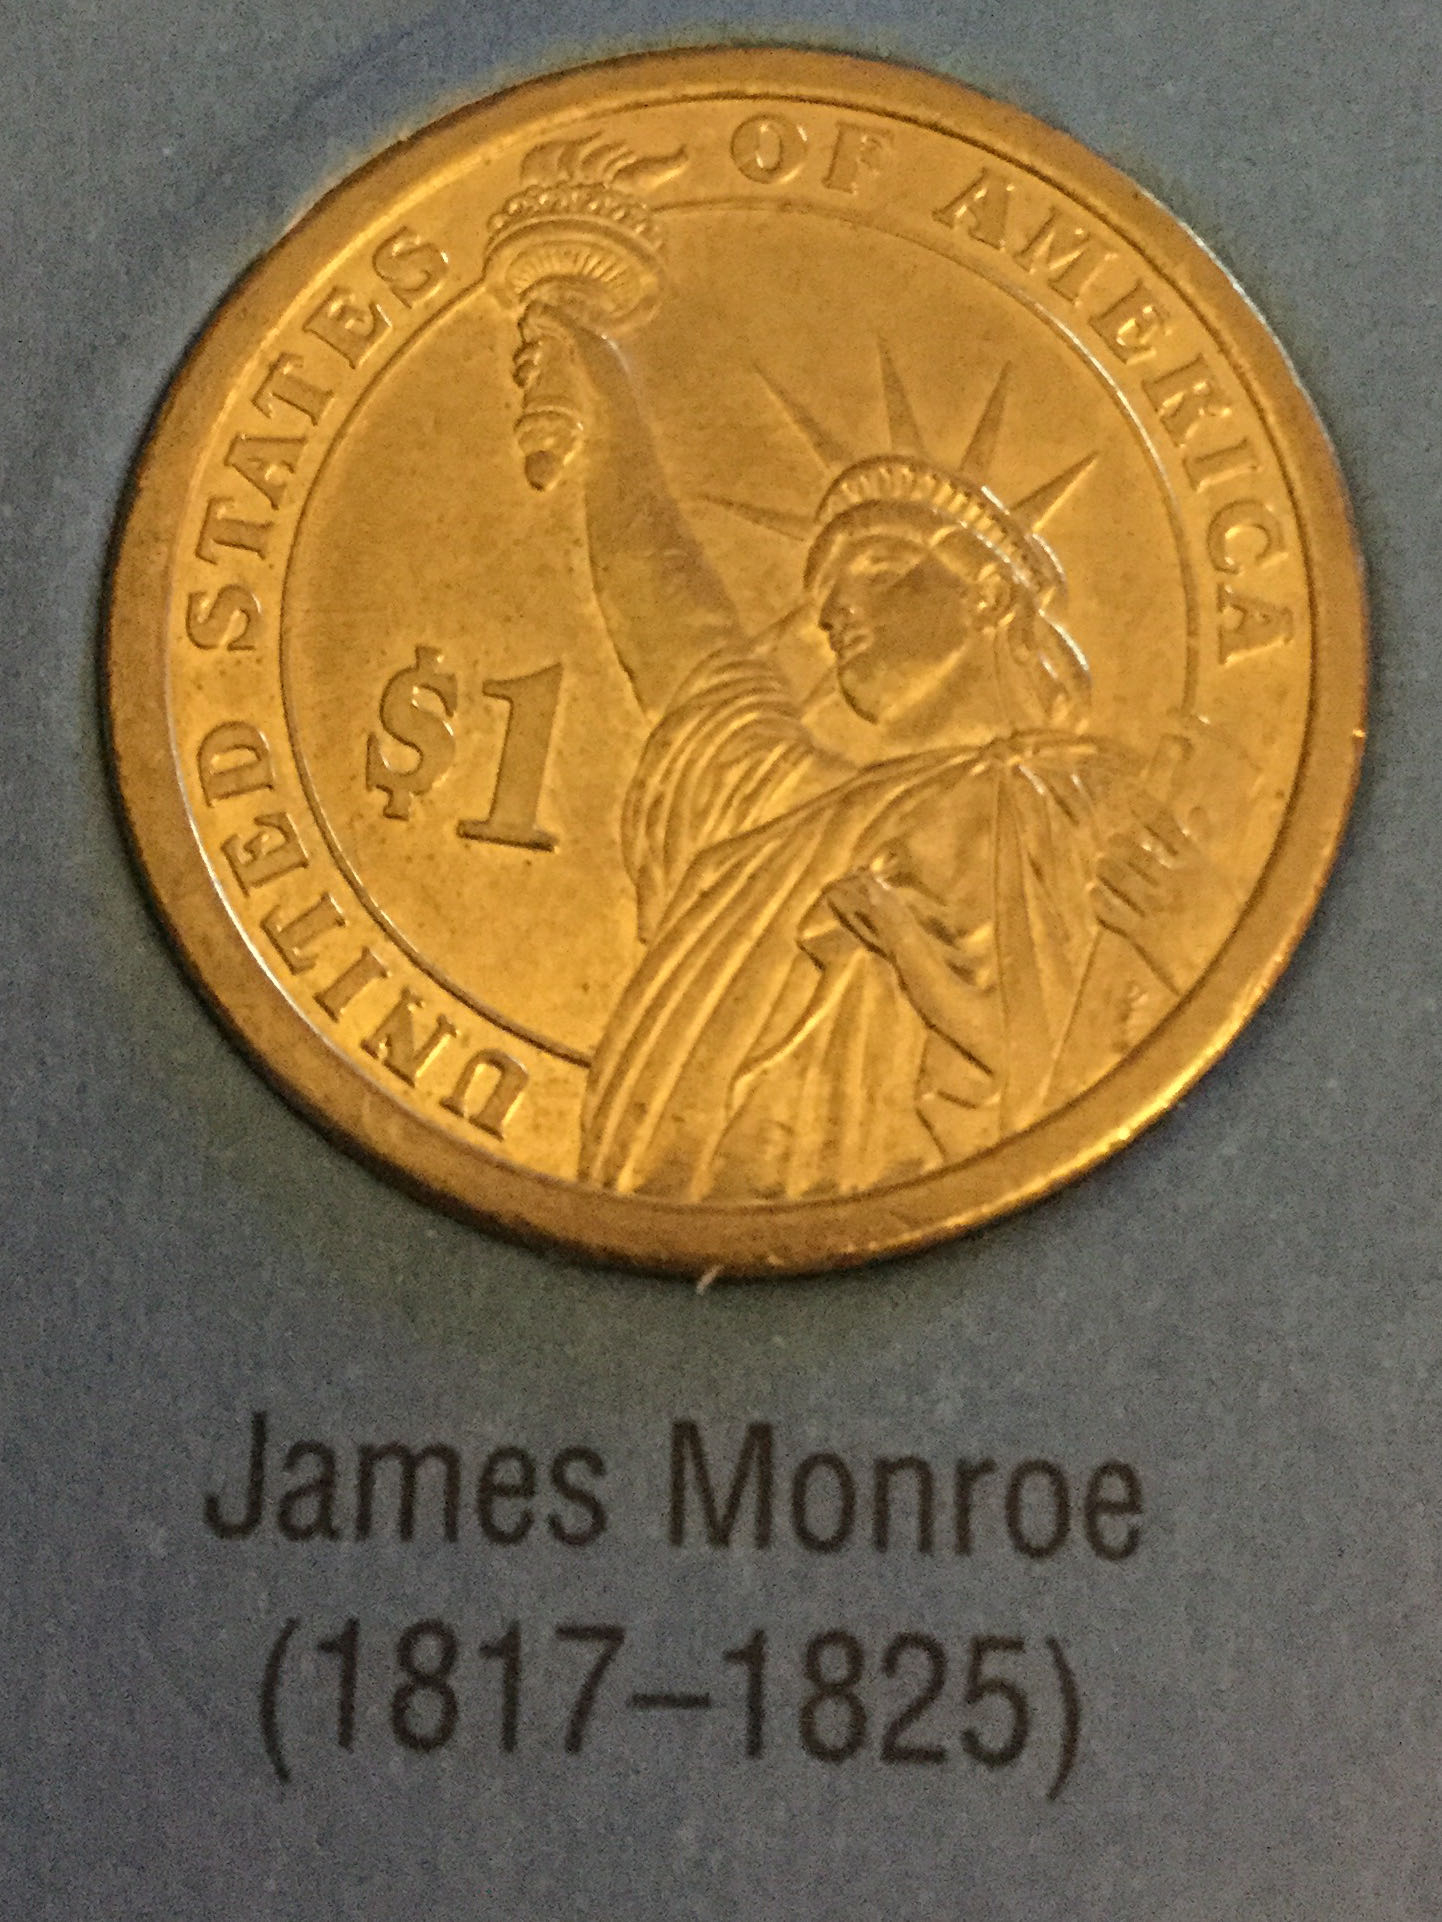 UNITED STATES OF AMERICA
$1
James Monroe
(1817–1825)